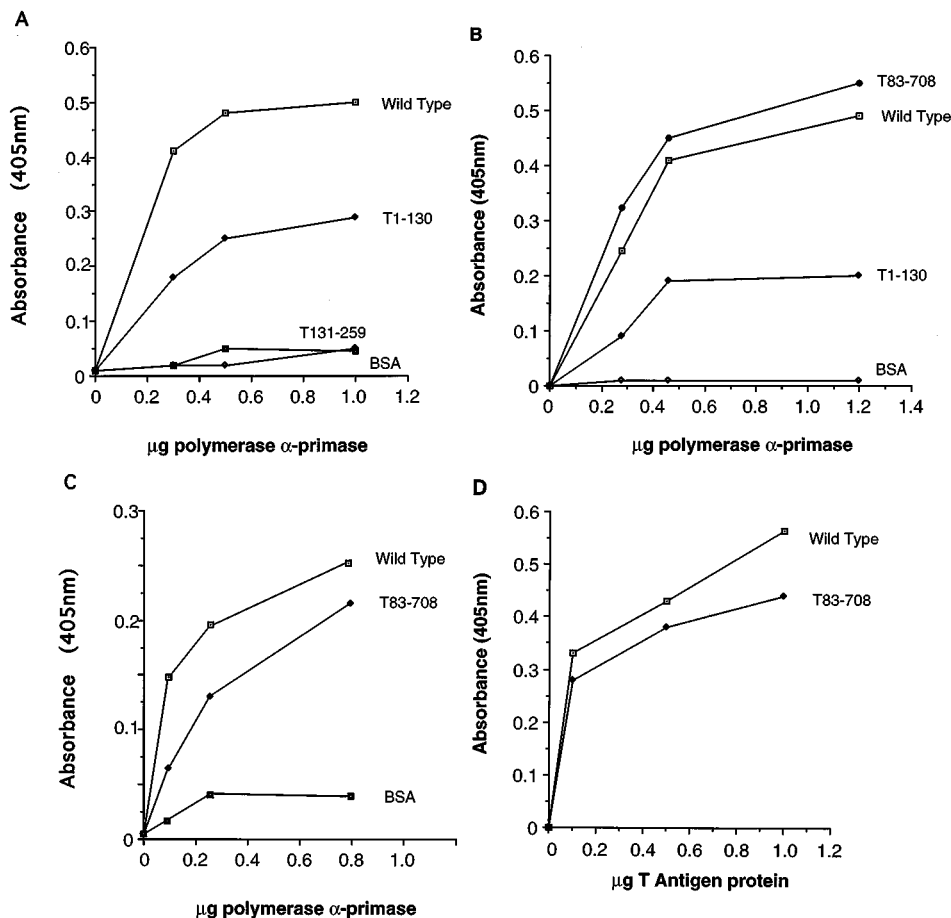 A
Absorbance (405nm)
0.6
0.5
0.4
0.3
0.2
0.1
0
0 0.2 0.4 0.6 0.8 1.0 1.2
Wild Type
T1-130
T131-259
BSA
μg polymerase α-primase
B
Absorbance (405nm)
0.6
0.5
0.4
0.3
0.2
0.1
0
0 0.2 0.4 0.6 0.8 1.0 1.2 1.4
T83-708
Wild Type
T1-130
BSA
μg polymerase α-primase
C
Absorbance (405nm)
0.3
0.2
0.1
0
0 0.2 0.4 0.6 0.8 1.0
Wild Type
T83-708
BSA
μg polymerase α-primase
D
Absorbance (405nm)
0.6
0.5
0.4
0.3
0.2
0.1
0
0 0.2 0.4 0.6 0.8 1.0 1.2
Wild Type
T83-708
μg T Antigen protein